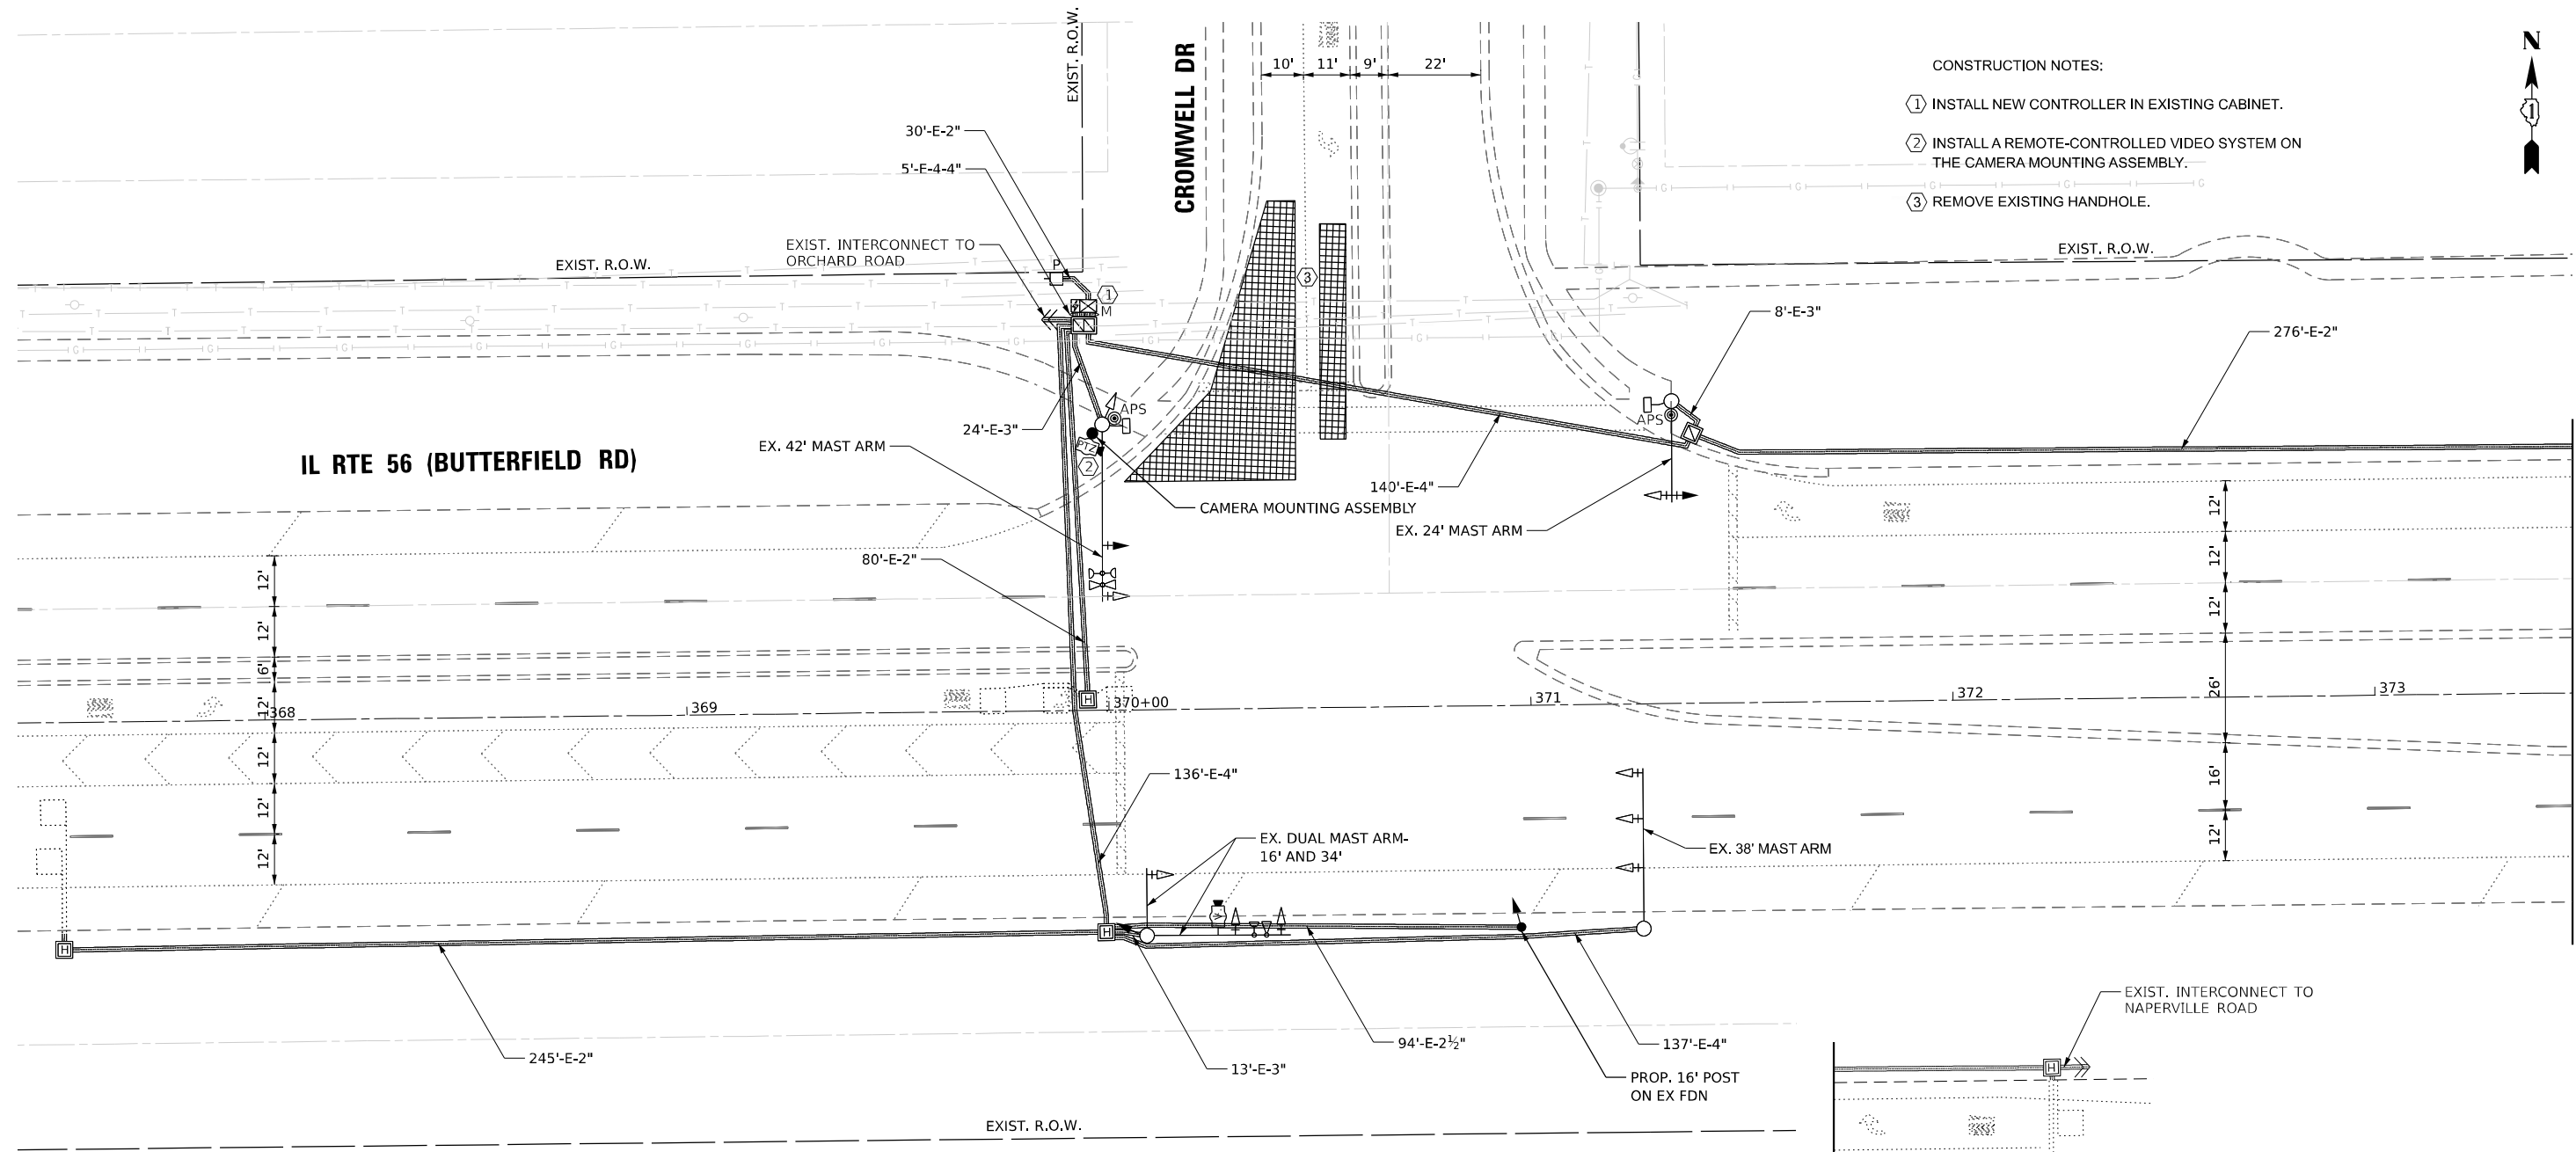 EXIST. R.O.W.
CROMWELL DR
10'
11'
9'
22'
N
1
CONSTRUCTION NOTES:
1 INSTALL NEW CONTROLLER IN EXISTING CABINET.
2 INSTALL A REMOTE-CONTROLLED VIDEO SYSTEM ON
THE CAMERA MOUNTING ASSEMBLY.
3 REMOVE EXISTING HANDHOLE.
30'-E-2"
5'-E-4-4"
EXIST. INTERCONNECT TO
ORCHARD ROAD
EXIST. R.O.W.
EXIST. R.O.W.
P
1
M
3
8'-E-3"
276'-E-2"
APS
APS
24'-E-3"
EX. 42' MAST ARM
PTZ
2
IL RTE 56 (BUTTERFIELD RD)
140'-E-4"
CAMERA MOUNTING ASSEMBLY
EX. 24' MAST ARM
80'-E-2"
12'
12'
6'
12'
12'
12'
12'
12'
12'
12'
26'
16'
12'
H
368
369
370+00
371
372
373
136'-E-4"
EX. DUAL MAST ARM-
16' AND 34'
EX. 38' MAST ARM
H
H
V
245'-E-2"
13'-E-3"
94'-E-2½"
137'-E-4"
PROP. 16' POST
ON EX FDN
EXIST. INTERCONNECT TO
NAPERVILLE ROAD
H
EXIST. R.O.W.